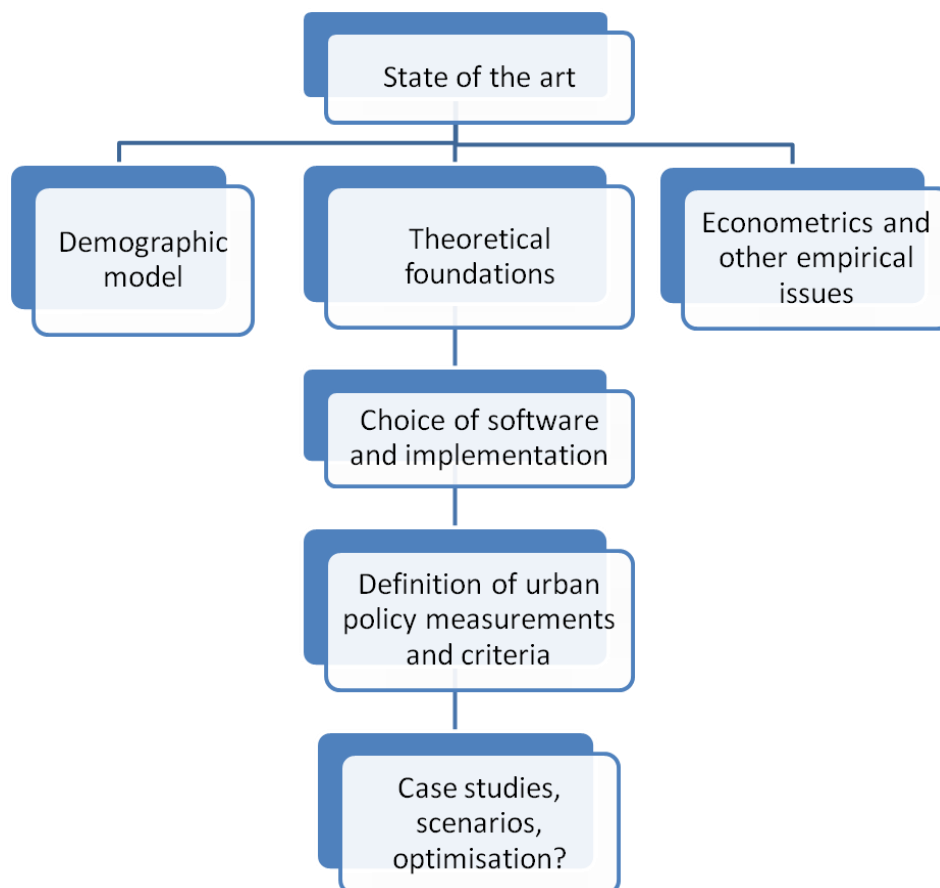 State of the art
Demographic
model
Theoretical
foundations
Econometrics and
other empirical
issues
Choice of software
and implementation
Definition of urban
policy measurements
and criteria
Case studies,
scenarios,
optimisation?